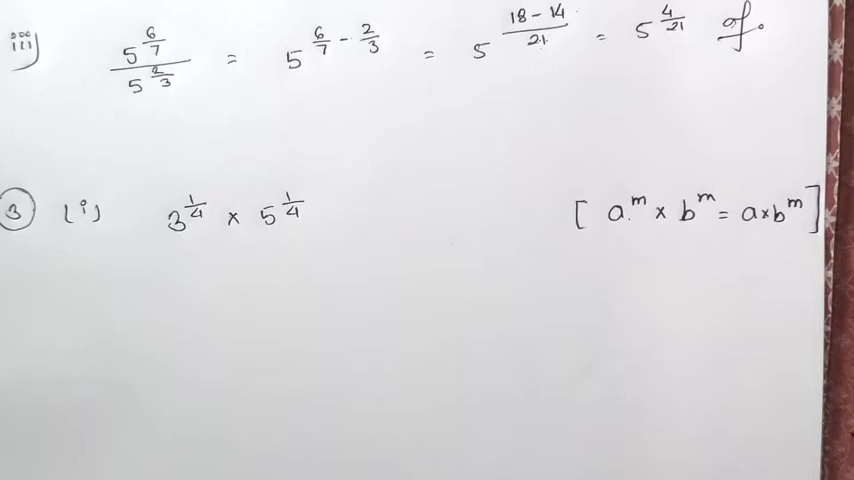 iii) 5^(6/7) / 5^(2/3) = 5^(6/7 - 2/3) = 5^((18-14)/21) = 5^(4/21)
3 (i) 3^(1/4) × 5^(1/4) [ a^m × b^m = a×b^m ]